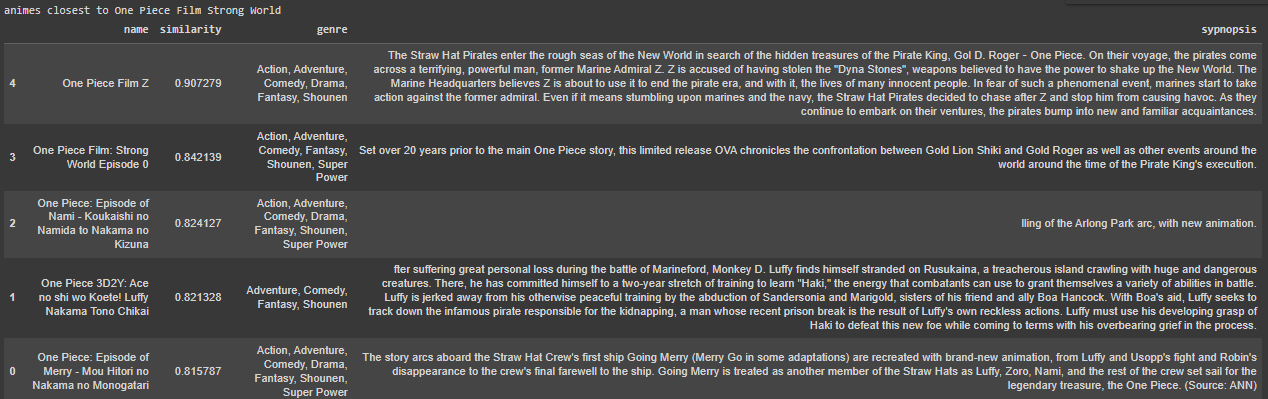 animes closest to One Piece Film Strong World
name similarity genre sypnopsis
4 One Piece Film Z 0.907279
Action, Adventure,
Comedy, Drama,
Fantasy, Shounen
The Straw Hat Pirates enter the rough seas of the New World in search of the hidden treasures of the Pirate King, Gol D. Roger - One Piece. On their voyage, the pirates come
across a terrifying, powerful man, former Marine Admiral Z. Z is accused of having stolen the "Dyna Stones", weapons believed to have the power to shake up the New World. The
Marine Headquarters believes Z is about to use it to end the pirate era, and with it, the lives of many innocent people. In fear of such a phenomenal event, marines start to take
action against the former admiral. Even if it means stumbling upon marines and the navy, the Straw Hat Pirates decided to chase after Z and stop him from causing havoc. As they
continue to embark on their ventures, the pirates bump into new and familiar acquaintances.
3
One Piece Film: Strong
World Episode 0
0.842139
Action, Adventure,
Comedy, Fantasy,
Shounen, Super
Power
Set over 20 years prior to the main One Piece story, this limited release OVA chronicles the confrontation between Gold Lion Shiki and Gold Roger as well as other events around the
world around the time of the Pirate King's execution.
2
One Piece: Episode of
Nami - Koukaishi no
Namida to Nakama no
Kizuna
0.824127
Action, Adventure,
Comedy, Drama,
Fantasy, Shounen,
Super Power
lling of the Arlong Park arc, with new animation.
1
One Piece 3D2Y: Ace
no shi wo Koete! Luffy
Nakama Tono Chikai
0.821328
Adventure, Comedy,
Fantasy, Shounen
fter suffering great personal loss during the battle of Marineford, Monkey D. Luffy finds himself stranded on Rusukaina, a treacherous island crawling with huge and dangerous
creatures. There, he has committed himself to a two-year stretch of training to learn "Haki," the energy that combatants can use to grant themselves a variety of abilities in battle.
Luffy is jerked away from his otherwise peaceful training by the abduction of Sandersonia and Marigold, sisters of his friend and ally Boa Hancock. With Boa's aid, Luffy seeks to
track down the infamous pirate responsible for the kidnapping, a man whose recent prison break is the result of Luffy's own reckless actions. Luffy must use his developing grasp of
Haki to defeat this new foe while coming to terms with his overbearing grief in the process.
0
One Piece: Episode of
Merry - Mou Hitori no
Nakama no Monogatari
0.815787
Action, Adventure,
Comedy, Drama,
Fantasy, Shounen,
Super Power
The story arcs aboard the Straw Hat Crew's first ship Going Merry (Merry Go in some adaptations) are recreated with brand-new animation, from Luffy and Usopp's fight and Robin's
disappearance to the crew's final farewell to the ship. Going Merry is treated as another member of the Straw Hats as Luffy, Zoro, Nami, and the rest of the crew set sail for the
legendary treasure, the One Piece. (Source: ANN)